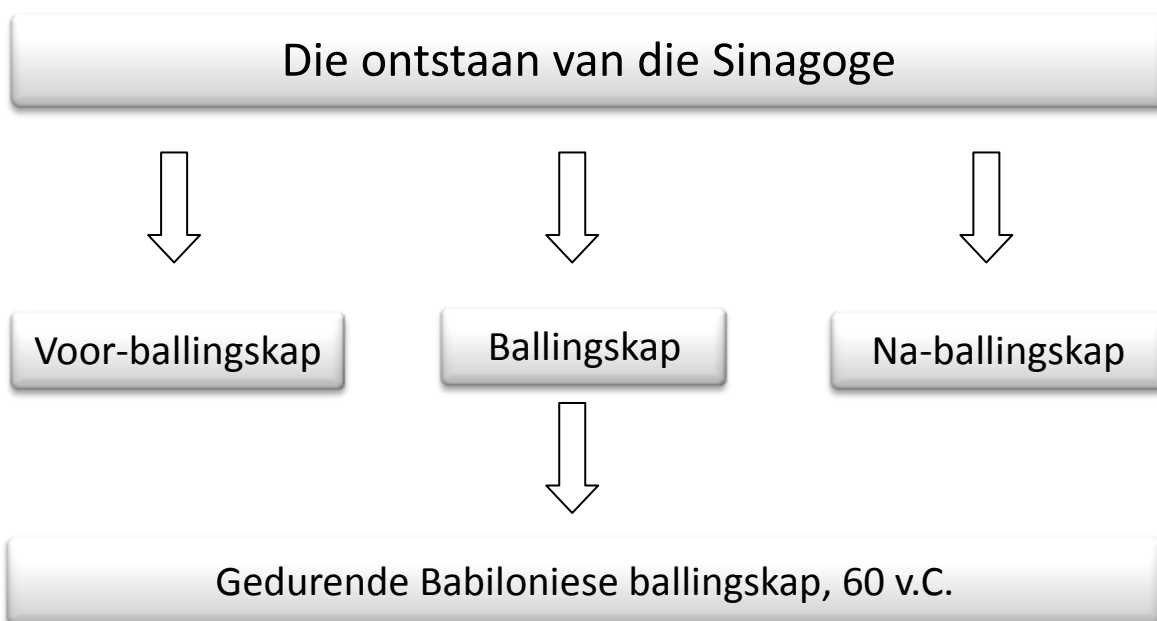 Die ontstaan van die Sinagoge
Voor-ballingskap
Ballingskap
Na-ballingskap
Gedurende Babiloniese ballingskap, 60 v.C.